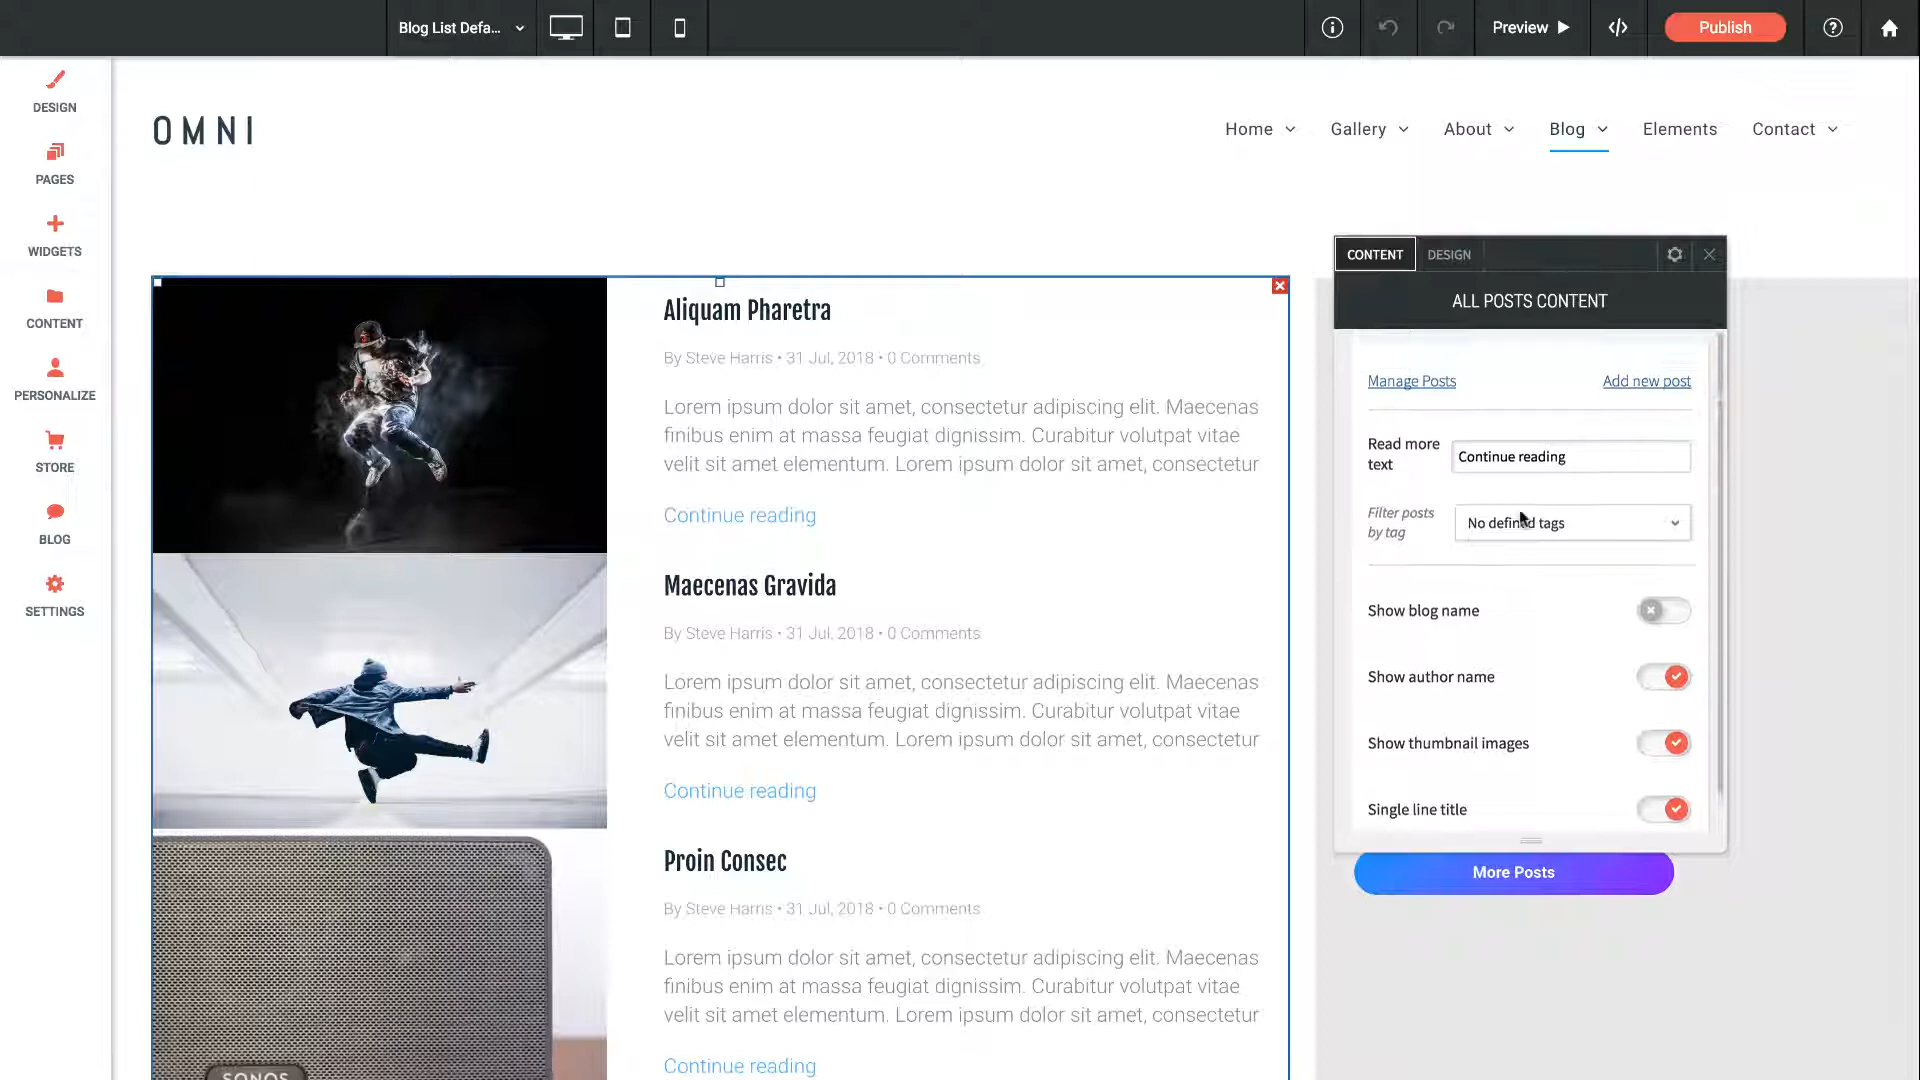 Blog List Defa...
Preview
Publish
DESIGN
PAGES
WIDGETS
CONTENT
PERSONALIZE
STORE
BLOG
SETTINGS
OMNI
Home
Gallery
About
Blog
Elements
Contact
Aliquam Pharetra
By Steve Harris • 31 Jul, 2018 • 0 Comments
Lorem ipsum dolor sit amet, consectetur adipiscing elit. Maecenas
finibus enim at massa feugiat dignissim. Curabitur volutpat vitae
velit sit amet elementum. Lorem ipsum dolor sit amet, consectetur
Continue reading
Maecenas Gravida
By Steve Harris • 31 Jul, 2018 • 0 Comments
Lorem ipsum dolor sit amet, consectetur adipiscing elit. Maecenas
finibus enim at massa feugiat dignissim. Curabitur volutpat vitae
velit sit amet elementum. Lorem ipsum dolor sit amet, consectetur
Continue reading
SONOS
Proin Consec
By Steve Harris • 31 Jul, 2018 • 0 Comments
Lorem ipsum dolor sit amet, consectetur adipiscing elit. Maecenas
finibus enim at massa feugiat dignissim. Curabitur volutpat vitae
velit sit amet elementum. Lorem ipsum dolor sit amet, consectetur
Continue reading
CONTENT
DESIGN
ALL POSTS CONTENT
Manage Posts
Add new post
Read more
text
Continue reading
Filter posts
by tag
No defined tags
Show blog name
Show author name
Show thumbnail images
Single line title
More Posts